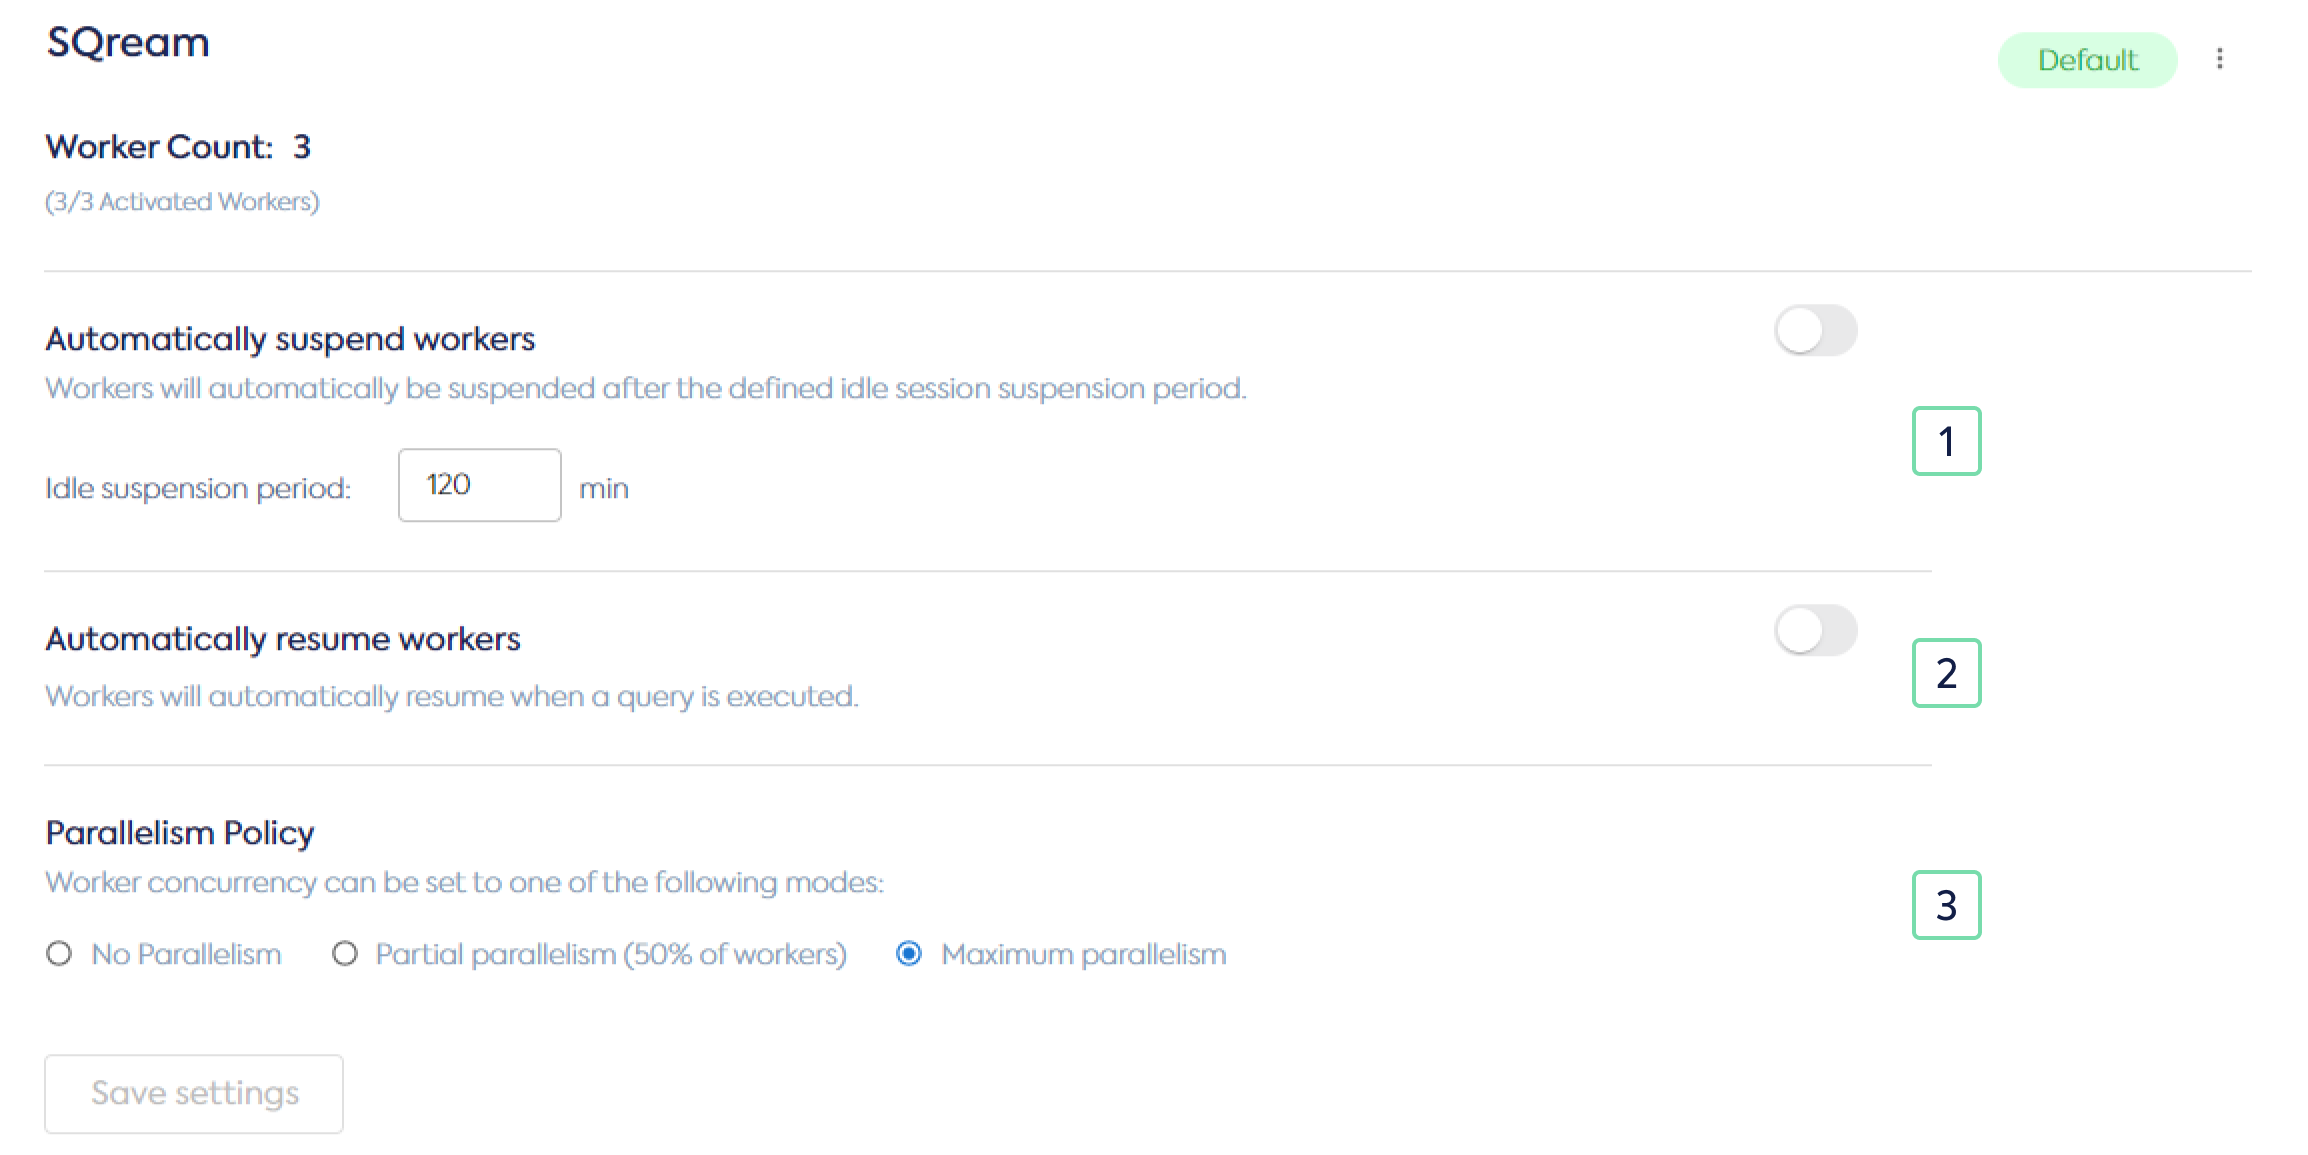 SQream
Default
Worker Count: 3
(3/3 Activated Workers)
Automatically suspend workers
Workers will automatically be suspended after the defined idle session suspension period.
1
Idle suspension period: 120 min
Automatically resume workers
2
Workers will automatically resume when a query is executed.
Parallelism Policy
Worker concurrency can be set to one of the following modes:
3
No Parallelism Partial parallelism (50% of workers) Maximum parallelism
Save settings